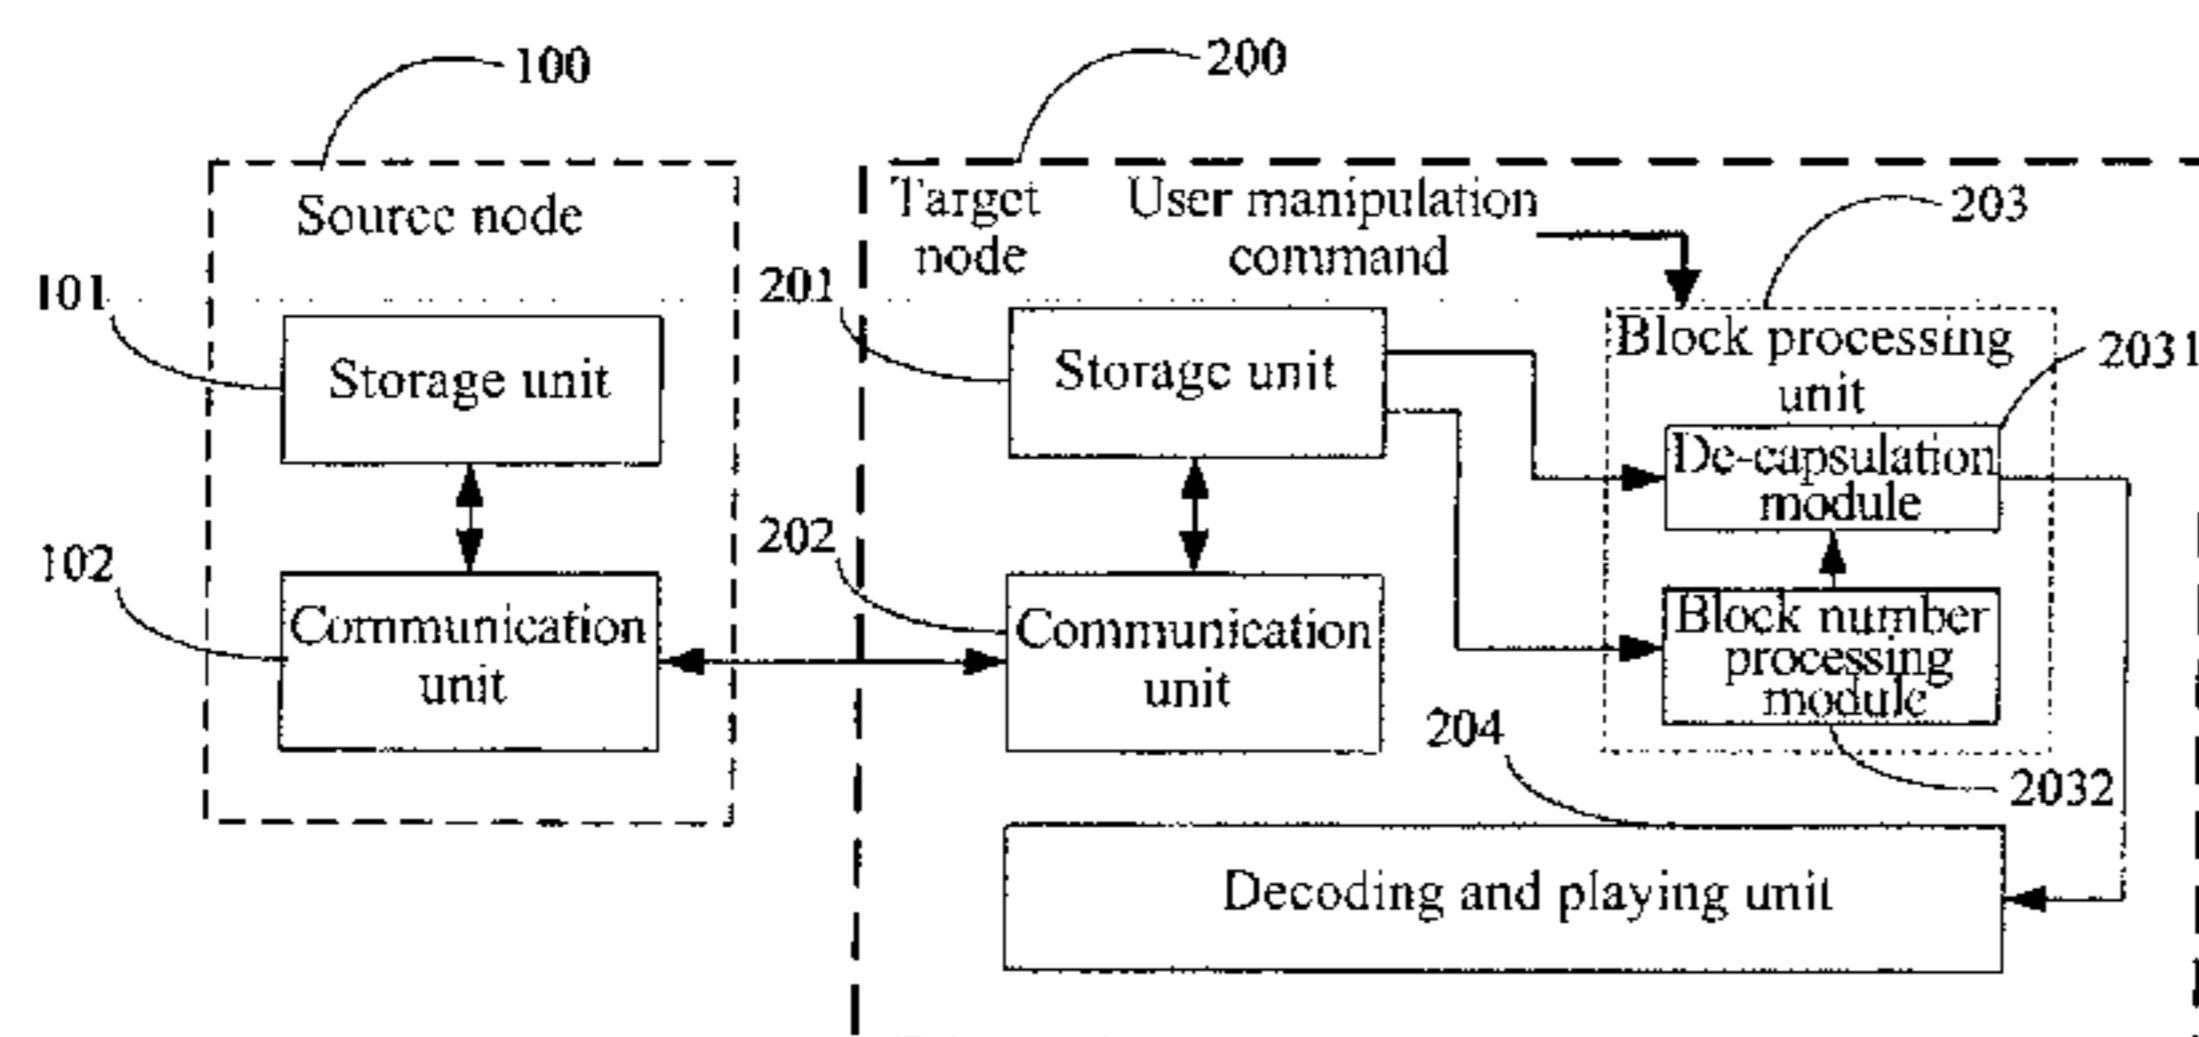 100
200
Source node
Target
node
User manipulation
command
203
101
201
Storage unit
Storage unit
Block processing
unit
2031
De-capsulation
module
102
202
Communication
unit
Communication
unit
Block number
processing
module
204
2032
Decoding and playing unit